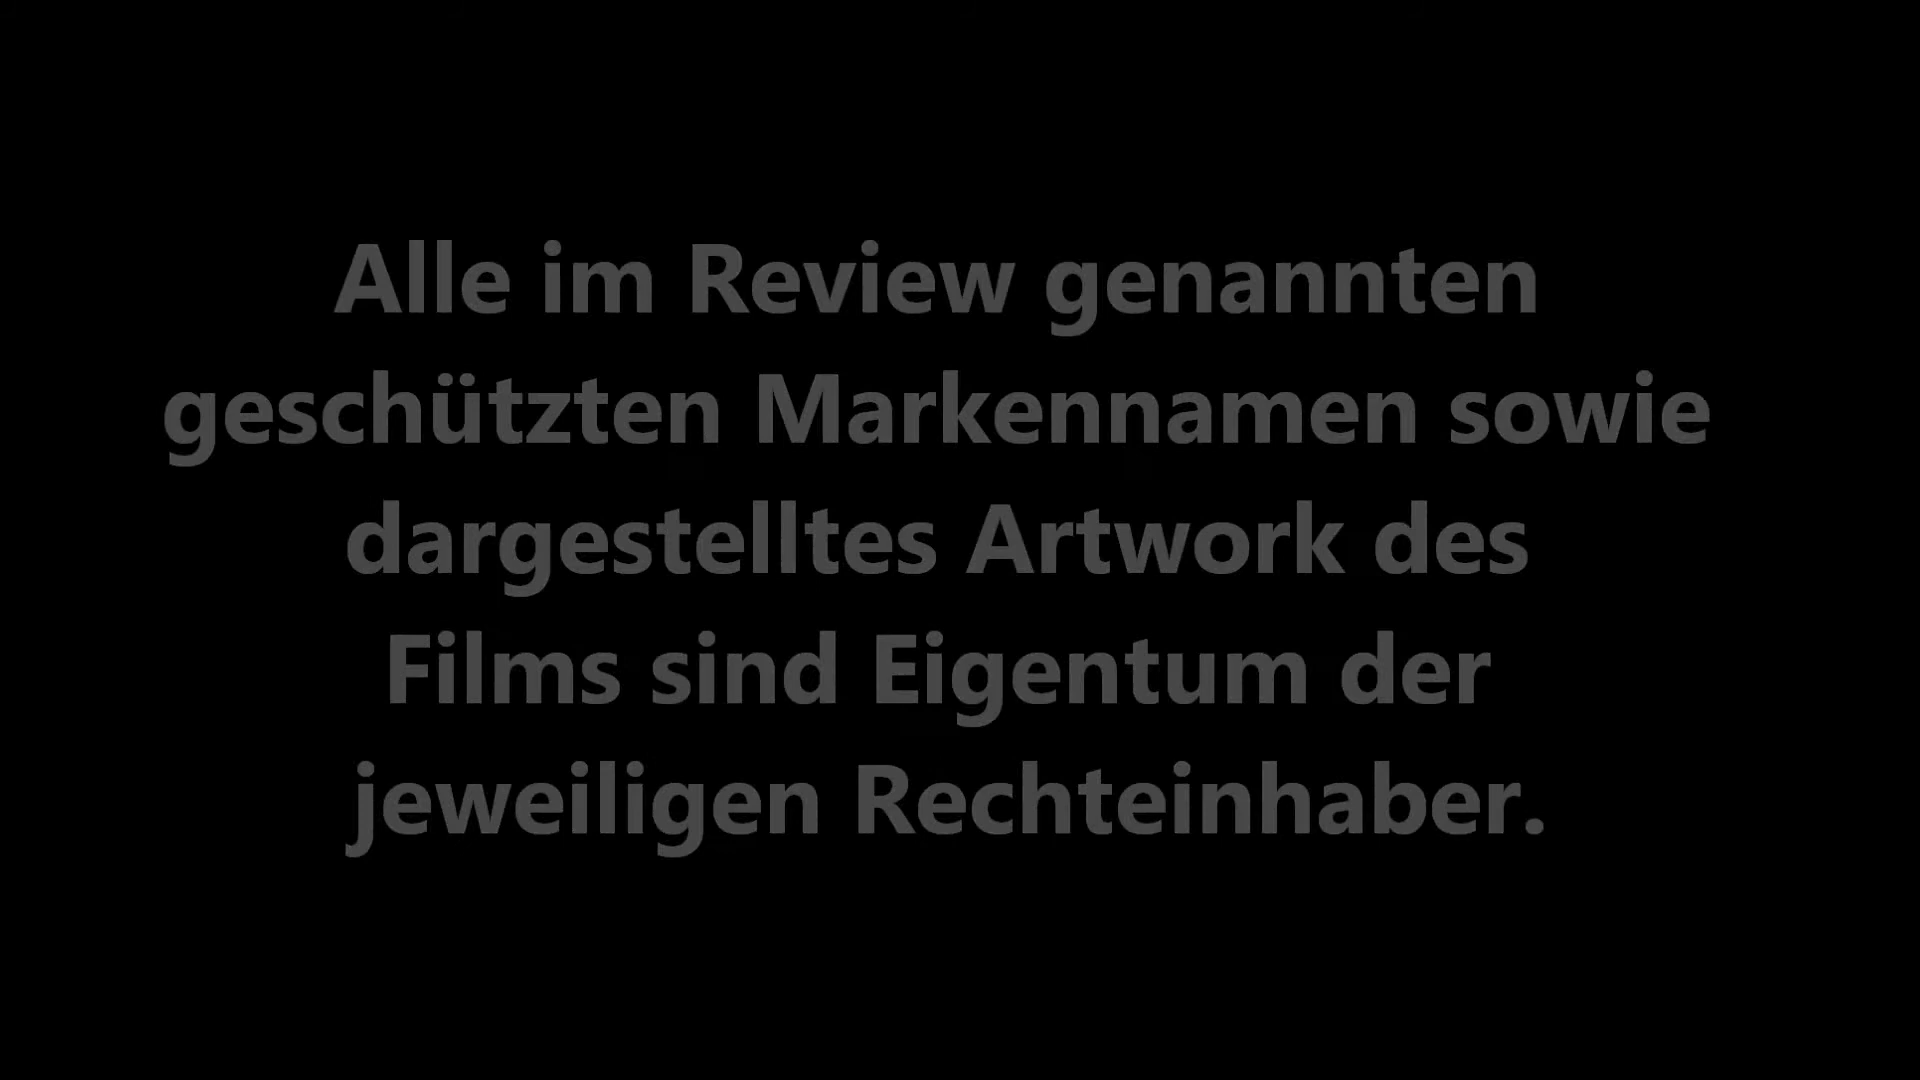 Alle im Review genannten
geschützten Markennamen sowie
dargestelltes Artwork des
Films sind Eigentum der
jeweiligen Rechteinhaber.